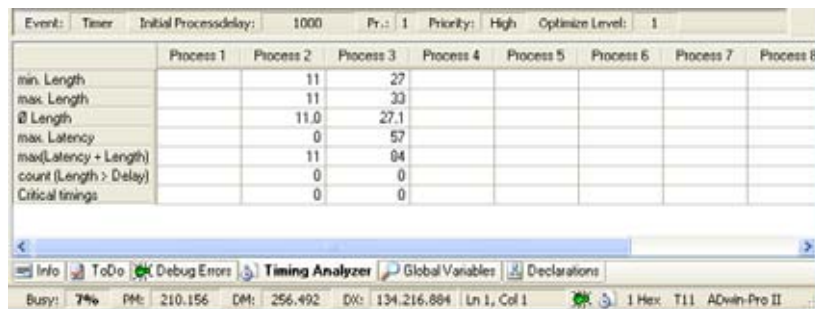 Event: Timer Initial Processdelay: 1000 Pr.: 1 Priority: High Optimize Level: 1
Process 1 Process 2 Process 3 Process 4 Process 5 Process 6 Process 7 Process 8
min. Length 11 27
max. Length 11 33
Ø Length 11.0 27.1
max. Latency 0 57
max(Latency + Length) 11 84
count (Length > Delay) 0 0
Critical timings 0 0
Info ToDo Debug Errors Timing Analyzer Global Variables Declarations
Busy: 7% PM: 210.156 DM: 256.492 DX: 134.216.884 Ln 1, Col 1 1 Hex T11 ADwin-Pro II